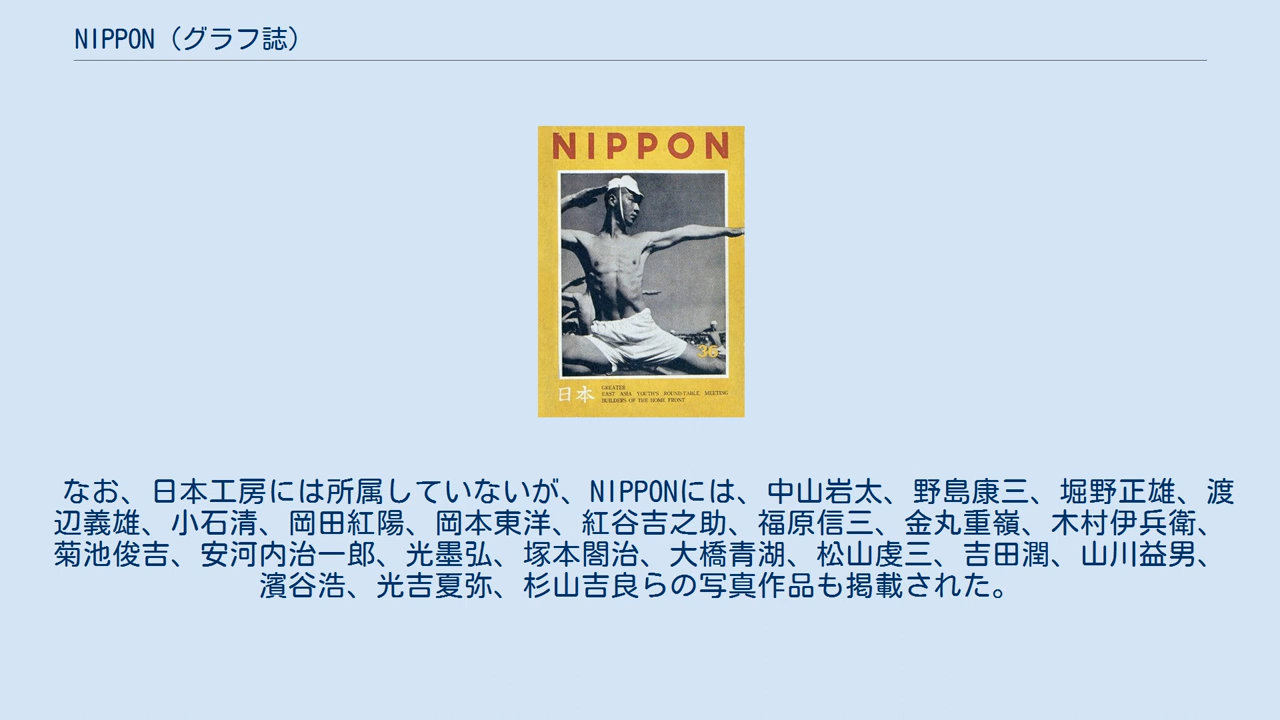 NIPPON（グラフ誌）
NIPPON
36
日本
GREATER
EAST ASIA YOUTH'S ROUND-TABLE MEETING
BUILDERS OF THE HOME FRONT
なお、日本工房には所属していないが、NIPPONには、中山岩太、野島康三、堀野正雄、渡
辺義雄、小石清、岡田紅陽、岡本東洋、紅谷吉之助、福原信三、金丸重嶺、木村伊兵衛、
菊池俊吉、安河内治一郎、光墨弘、塚本閤治、大橋青湖、松山虔三、吉田潤、山川益男、
濱谷浩、光吉夏弥、杉山吉良らの写真作品も掲載された。